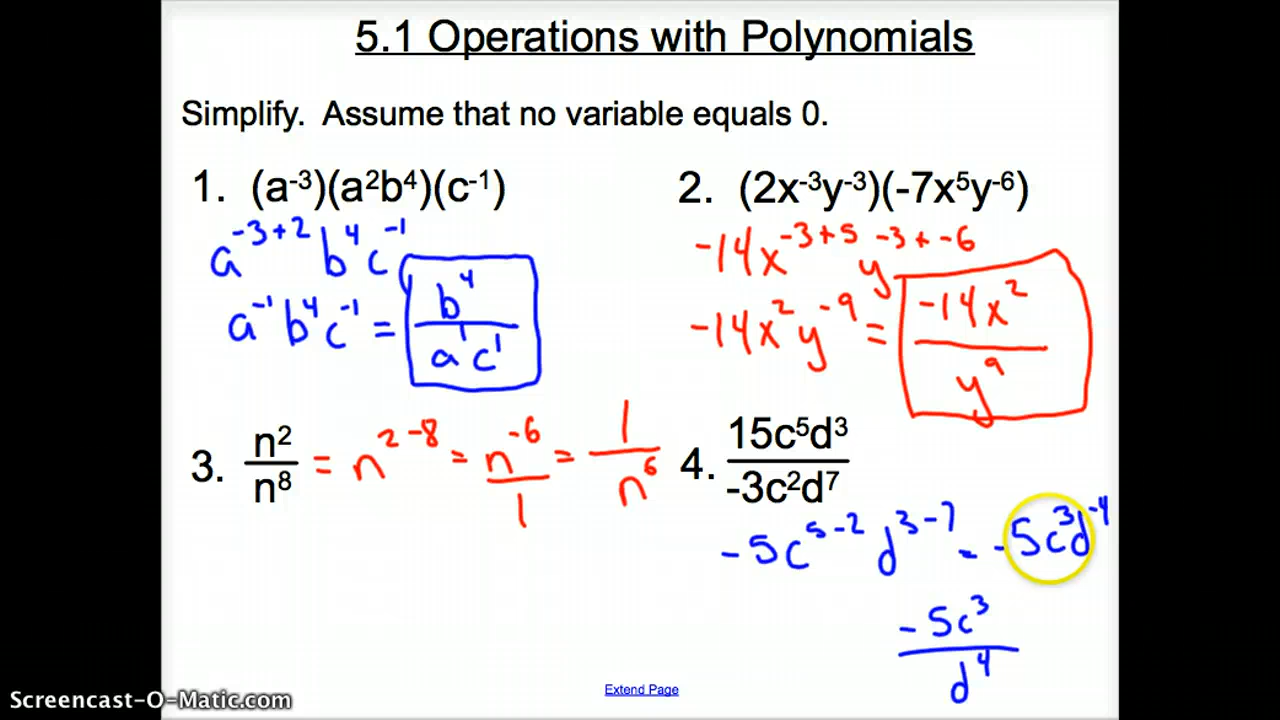 5.1 Operations with Polynomials
Simplify. Assume that no variable equals 0.
1. (a⁻³)(a²b⁴)(c⁻¹)
a⁻³⁺² b⁴ c⁻¹
a⁻¹ b⁴ c⁻¹ = b⁴ / a¹ c¹
2. (2x⁻³y⁻³)(-7x⁵y⁻⁶)
-14x⁻³⁺⁵ y⁻³⁺⁻⁶
-14x² y⁻⁹ = -14x² / y⁹
3. n² / n⁸ = n²⁻⁸ = n⁻⁶ / 1 = 1 / n⁶
4. 15c⁵d³ / -3c²d⁷
-5c⁵⁻² d³⁻⁷ = -5c³d⁻⁴
-5c³ / d⁴
Extend Page
Screencast-O-Matic.com